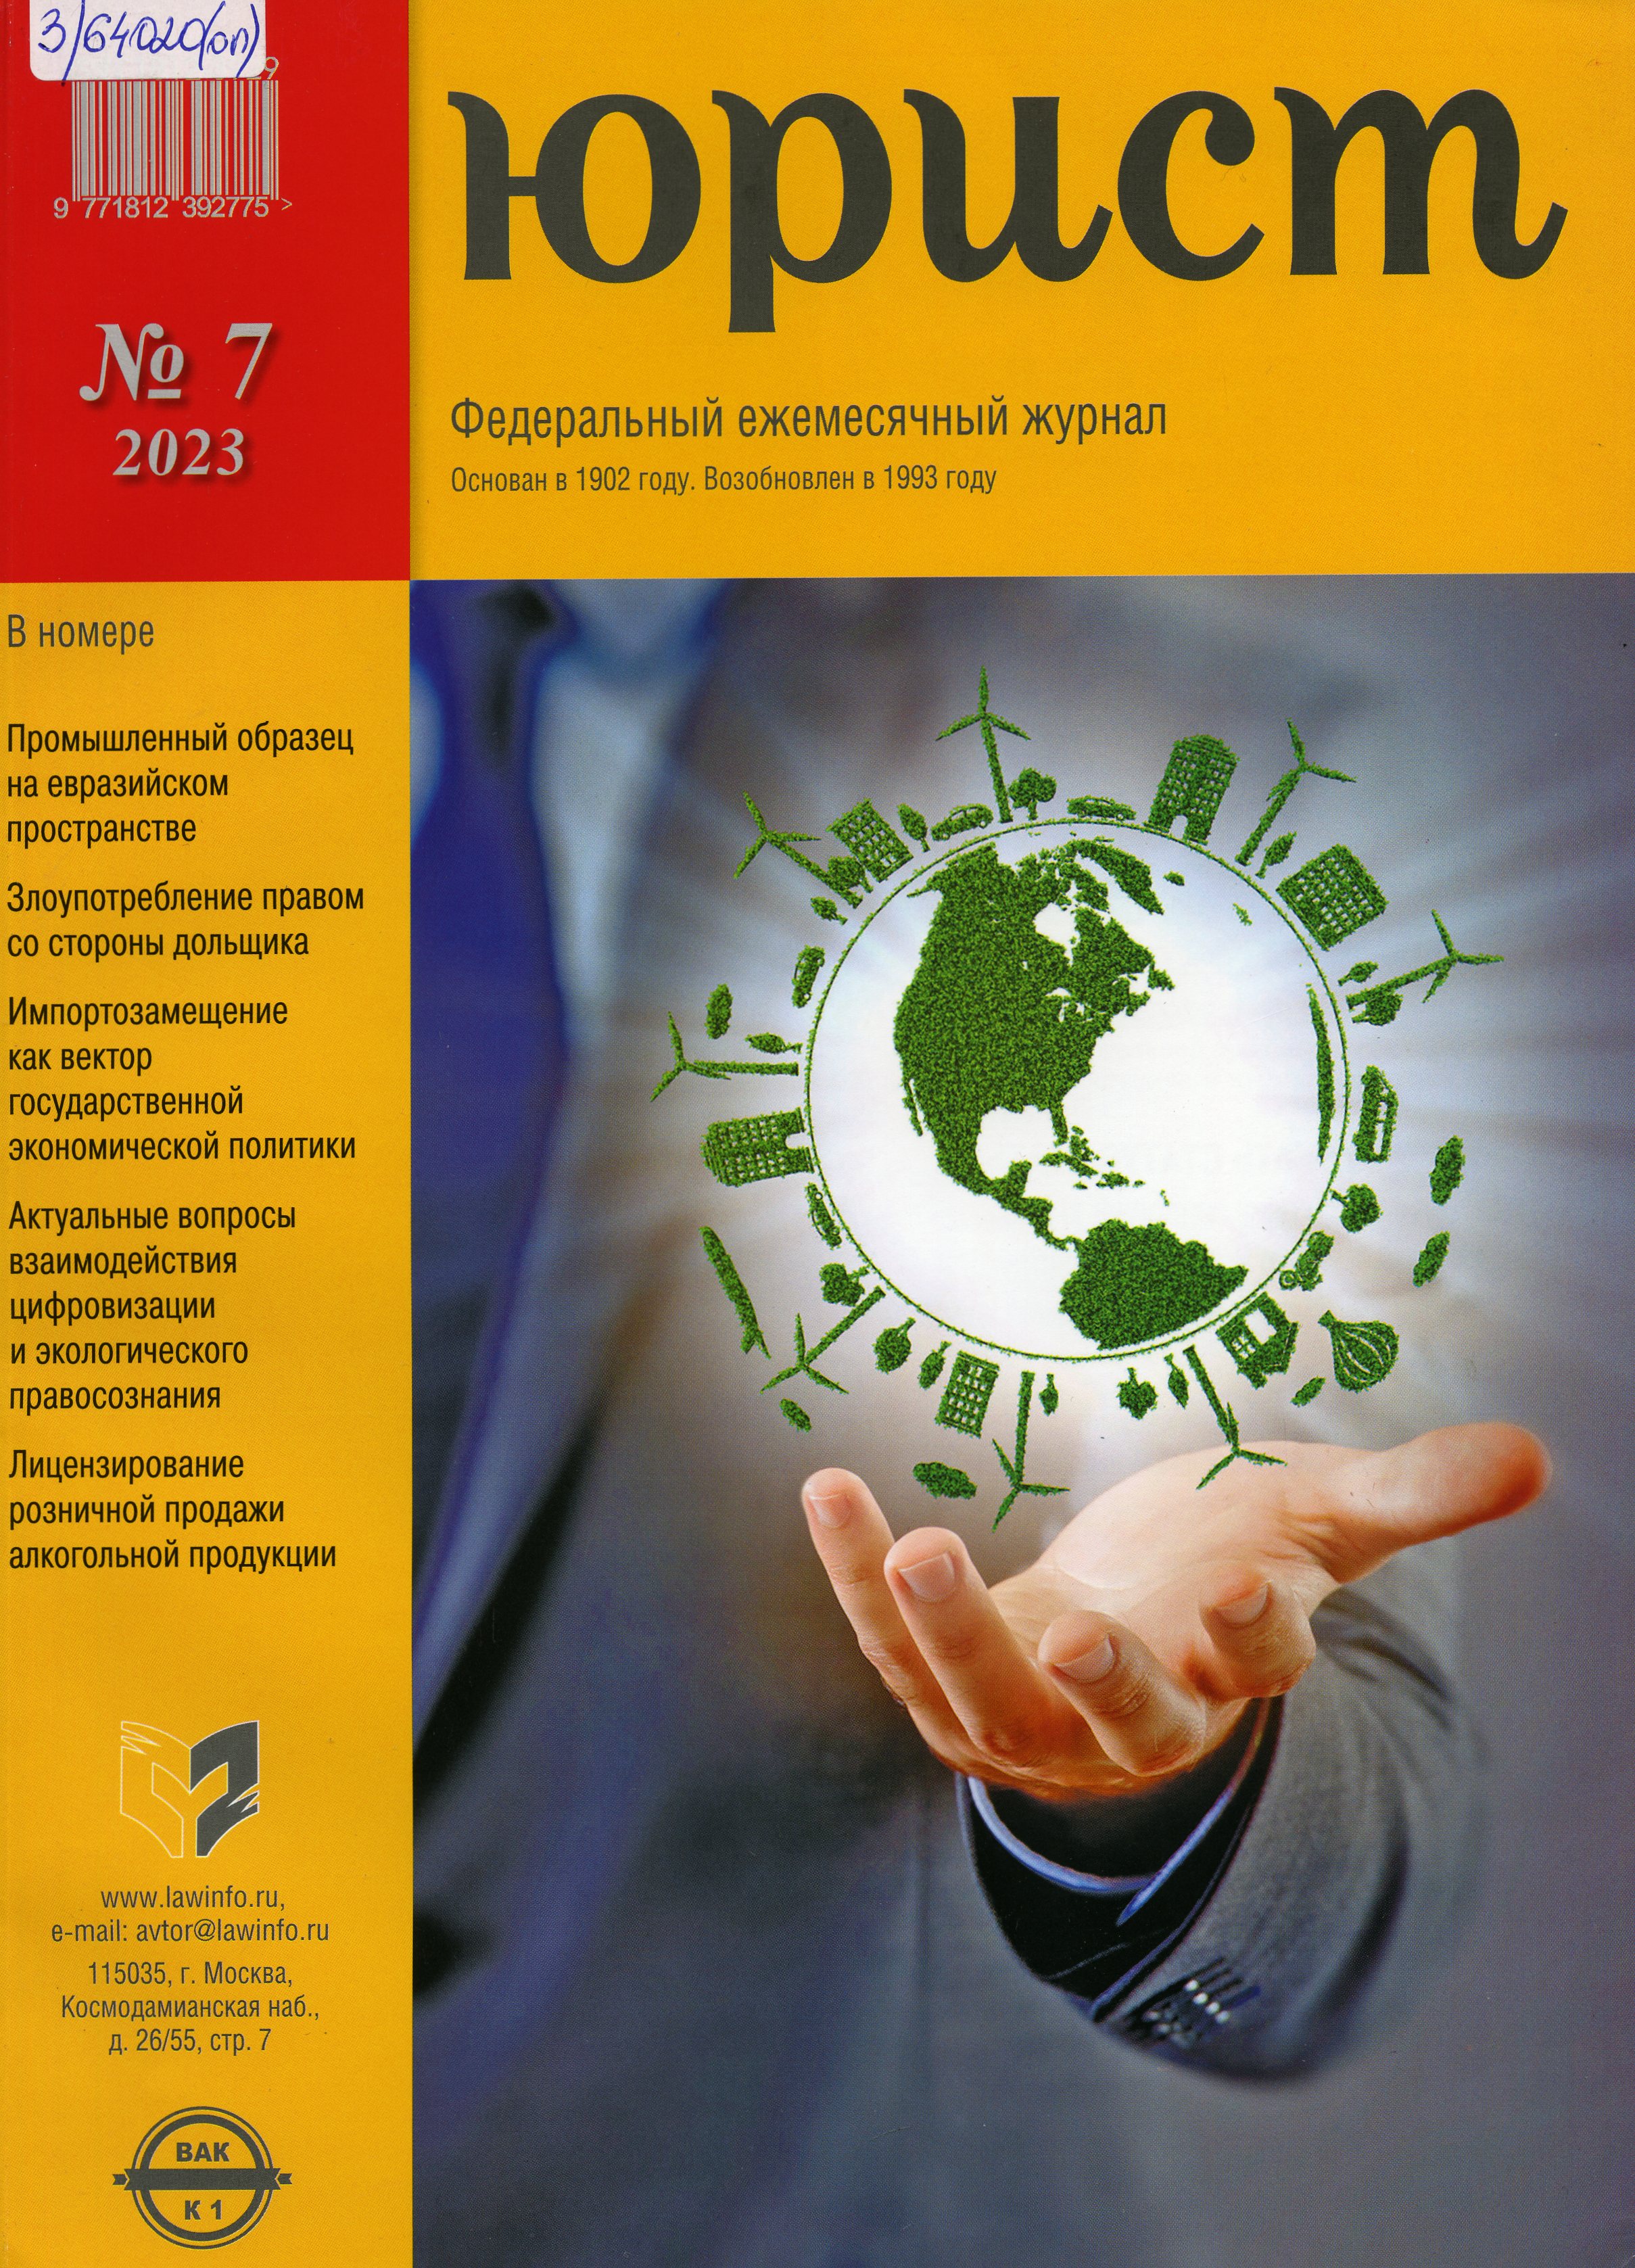 3/64020(оп)
9 771812 392775 >
№ 7
2023
юрист
Федеральный ежемесячный журнал
Основан в 1902 году. Возобновлен в 1993 году
В номере
Промышленный образец
на евразийском
пространстве
Злоупотребление правом
со стороны дольщика
Импортозамещение
как вектор
государственной
экономической политики
Актуальные вопросы
взаимодействия
цифровизации
и экологического
правосознания
Лицензирование
розничной продажи
алкогольной продукции
www.lawinfo.ru,
e-mail: avtor@lawinfo.ru
115035, г. Москва,
Космодамианская наб.,
д. 26/55, стр. 7
ВАК
К 1